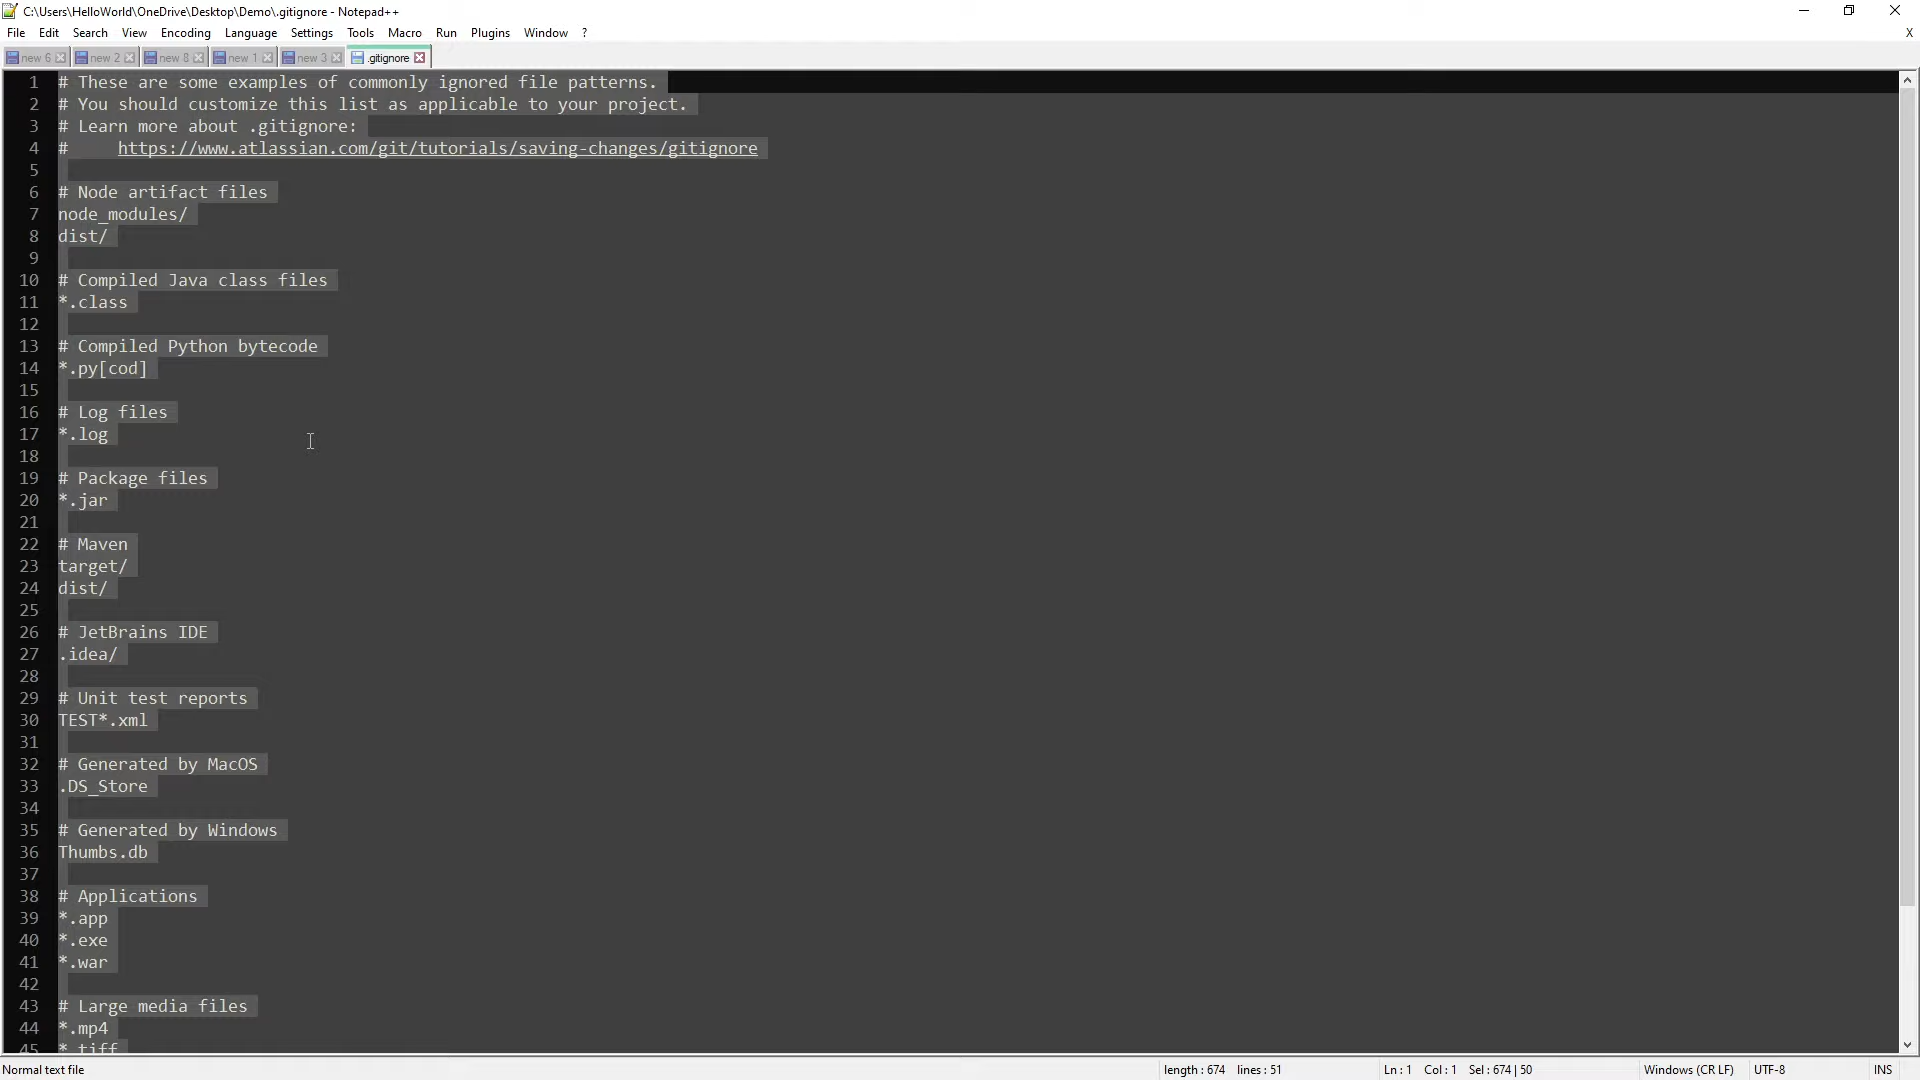 C:\Users\HelloWorld\OneDrive\Desktop\Demo\.gitignore - Notepad++
File Edit Search View Encoding Language Settings Tools Macro Run Plugins Window ? X
new 6 new 2 new 8 new 1 new 3 .gitignore
1 # These are some examples of commonly ignored file patterns.
2 # You should customize this list as applicable to your project.
3 # Learn more about .gitignore:
4 # https://www.atlassian.com/git/tutorials/saving-changes/gitignore
5
6 # Node artifact files
7 node_modules/
8 dist/
9
10 # Compiled Java class files
11 *.class
12
13 # Compiled Python bytecode
14 *.py[cod]
15
16 # Log files
17 *.log
18
19 # Package files
20 *.jar
21
22 # Maven
23 target/
24 dist/
25
26 # JetBrains IDE
27 .idea/
28
29 # Unit test reports
30 TEST*.xml
31
32 # Generated by MacOS
33 .DS_Store
34
35 # Generated by Windows
36 Thumbs.db
37
38 # Applications
39 *.app
40 *.exe
41 *.war
42
43 # Large media files
44 *.mp4
45 *.tiff
Normal text file length : 674 lines : 51 Ln : 1 Col : 1 Sel : 674 | 50 Windows (CR LF) UTF-8 INS